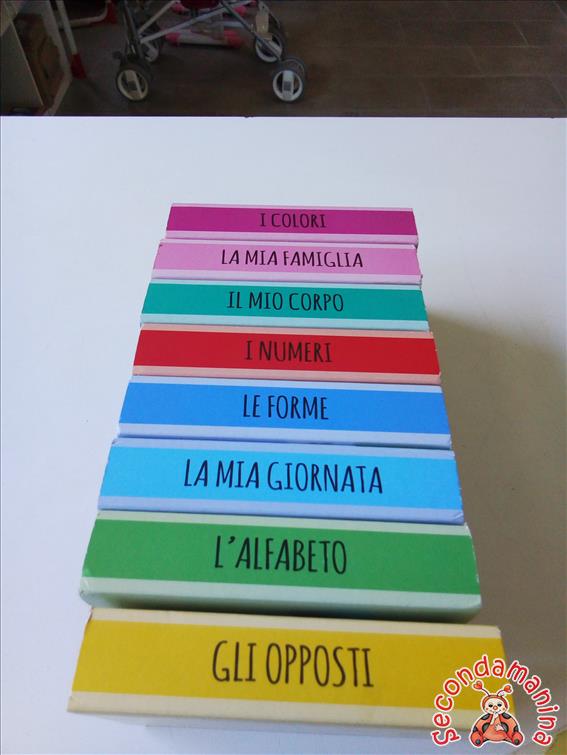 I COLORI
LA MIA FAMIGLIA
IL MIO CORPO
I NUMERI
LE FORME
LA MIA GIORNATA
L'ALFABETO
GLI OPPOSTI
Secondamanina